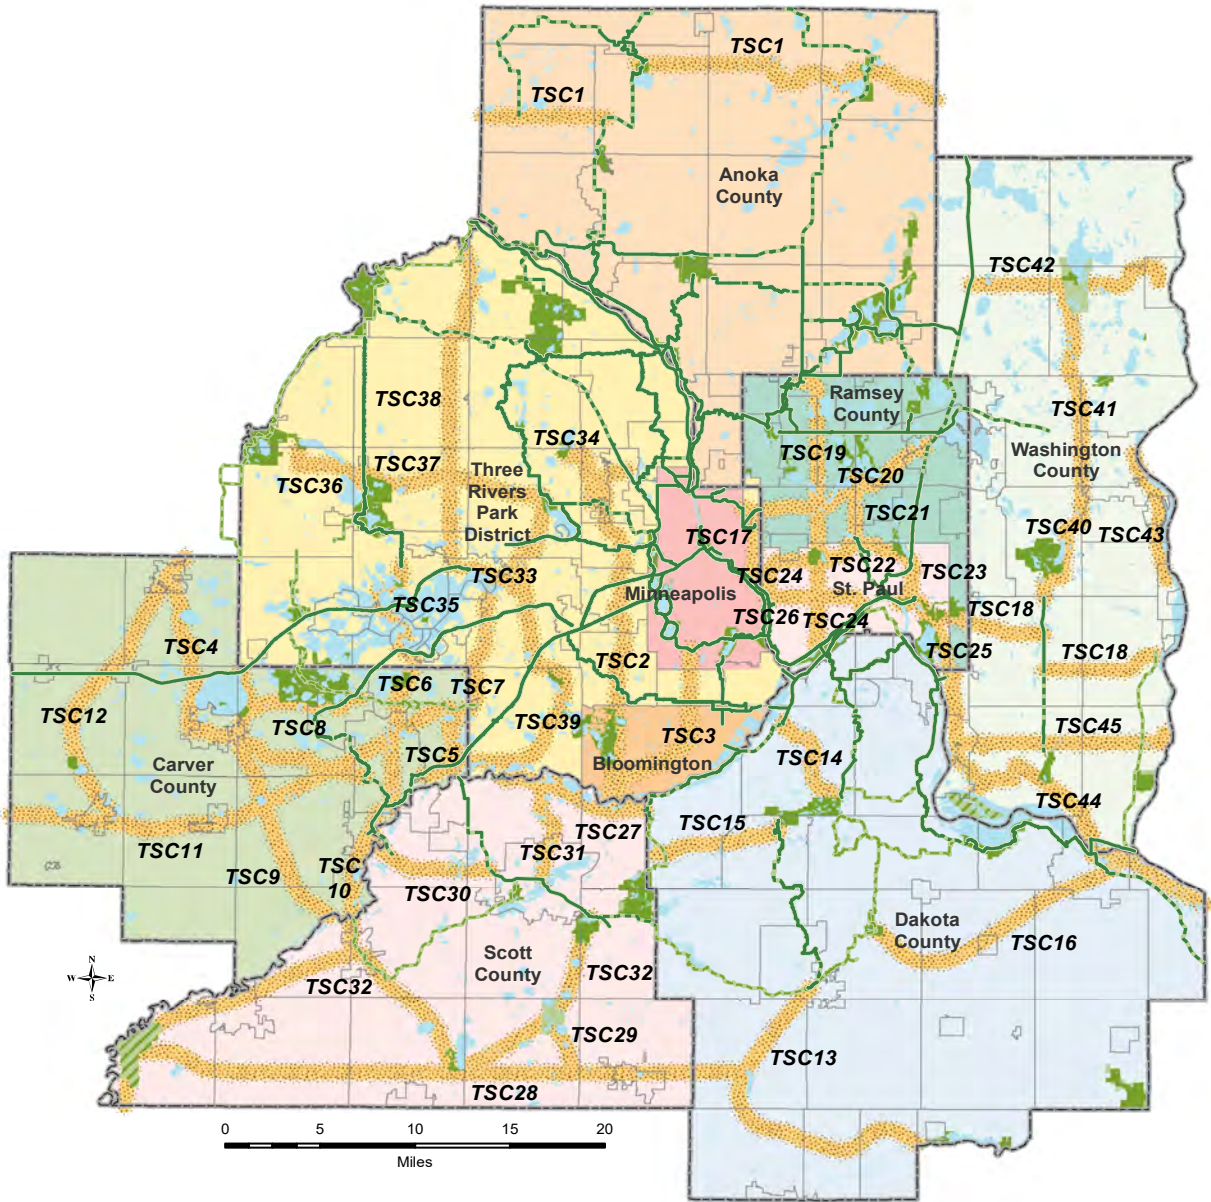 TSC1
TSC1
Anoka
County
TSC42
TSC38
Ramsey
County
TSC41
TSC34
TSC19
Washington
County
TSC37
TSC36
Three
Rivers
Park
District
TSC20
TSC21
TSC40
TSC43
TSC17
TSC22
TSC33
TSC24
TSC23
St. Paul
Minneapolis
TSC35
TSC18
TSC26
TSC24
TSC4
TSC2
TSC25
TSC18
TSC6
TSC7
TSC12
TSC8
TSC39
TSC3
TSC45
TSC5
TSC14
Carver
County
Bloomington
TSC44
TSC27
TSC15
TSC11
TSC31
TSC9
TSC
10
TSC30
Dakota
County
TSC16
Scott
County
N
W
E
S
TSC32
TSC32
TSC29
TSC13
TSC28
0
5
10
15
20
Miles